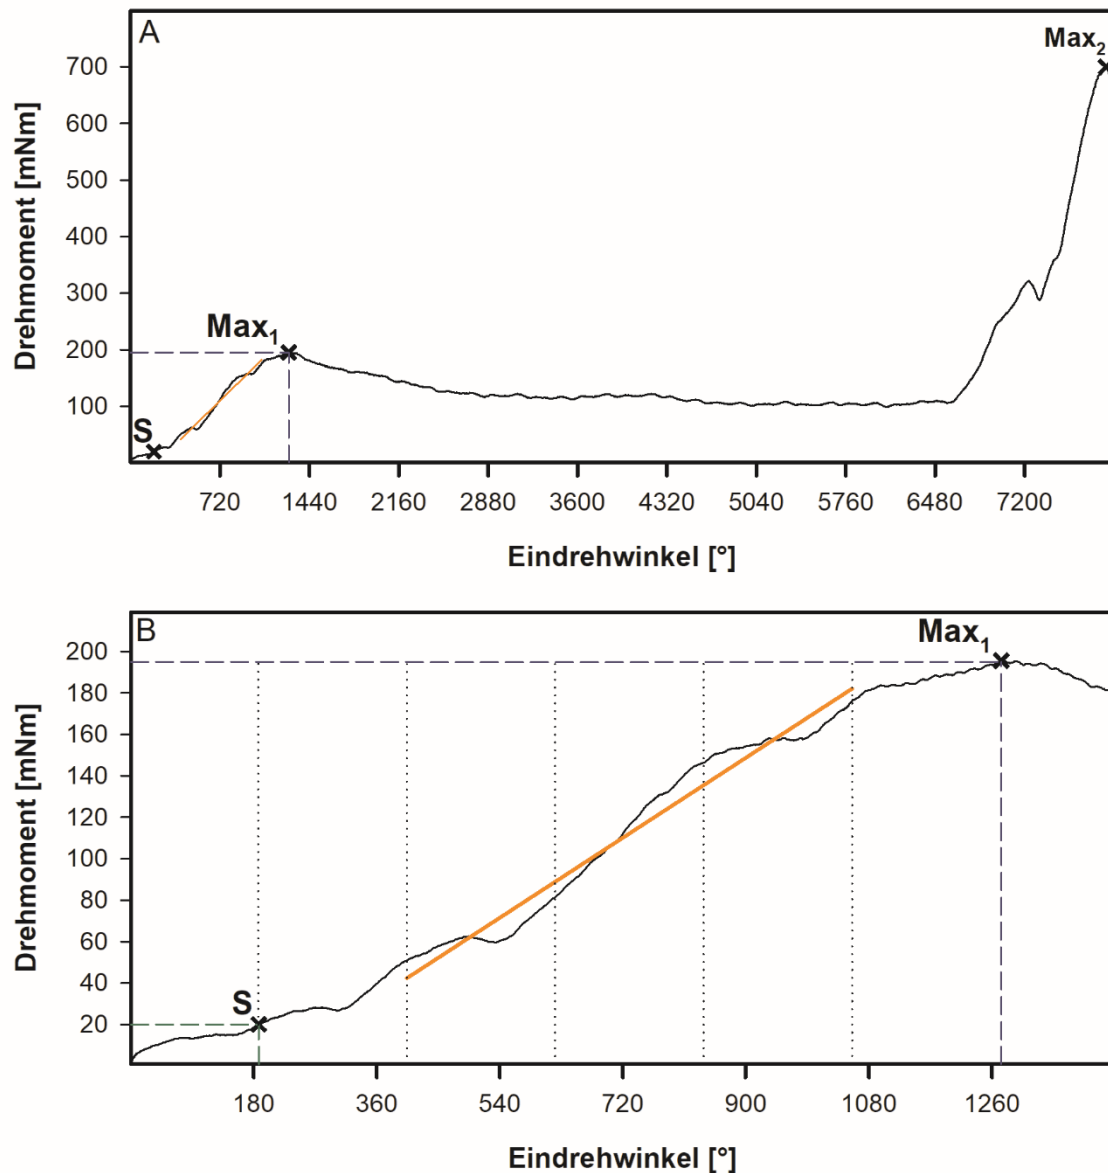 A
Max₂
700
600
500
400
300
200
100
Drehmoment [mNm]
Max₁
S
720 1440 2160 2880 3600 4320 5040 5760 6480 7200
Eindrehwinkel [°]
B
Max₁
200
180
160
140
120
100
80
60
40
20
Drehmoment [mNm]
S
180 360 540 720 900 1080 1260
Eindrehwinkel [°]